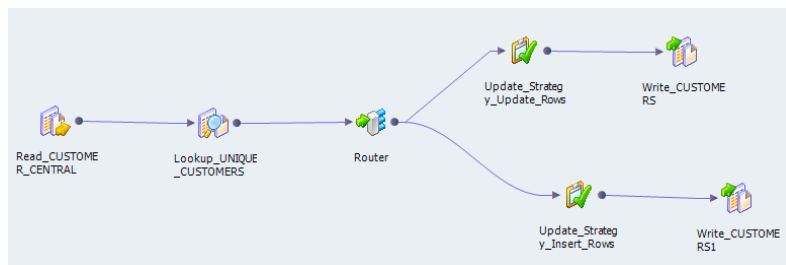 Update_Strateg
y_Update_Rows
Write_CUSTOME
RS
Read_CUSTOME
R_CENTRAL
Lookup_UNIQUE
_CUSTOMERS
Router
Update_Strateg
y_Insert_Rows
Write_CUSTOME
RS1